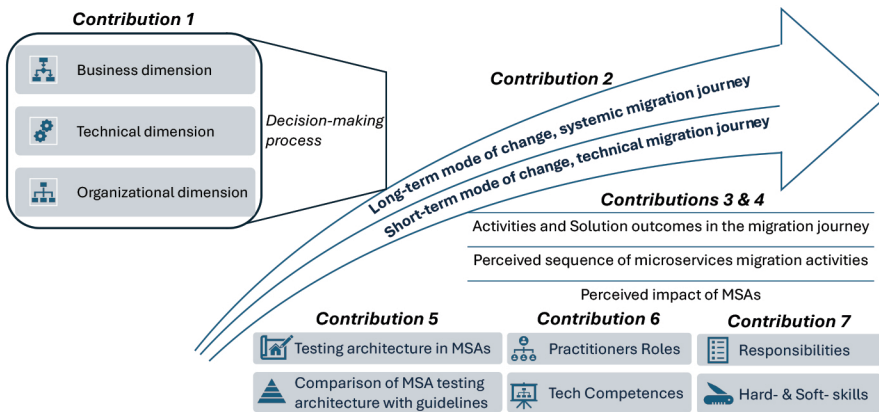 Contribution 1
Business dimension
Technical dimension
Organizational dimension
Decision-making
process
Contribution 2
Long-term mode of change, systemic migration journey
Short-term mode of change, technical migration journey
Contributions 3 & 4
Activities and Solution outcomes in the migration journey
Perceived sequence of microservices migration activities
Perceived impact of MSAs
Contribution 5
Testing architecture in MSAs
Comparison of MSA testing
architecture with guidelines
Contribution 6
Practitioners Roles
Tech Competences
Contribution 7
Responsibilities
Hard- & Soft- skills